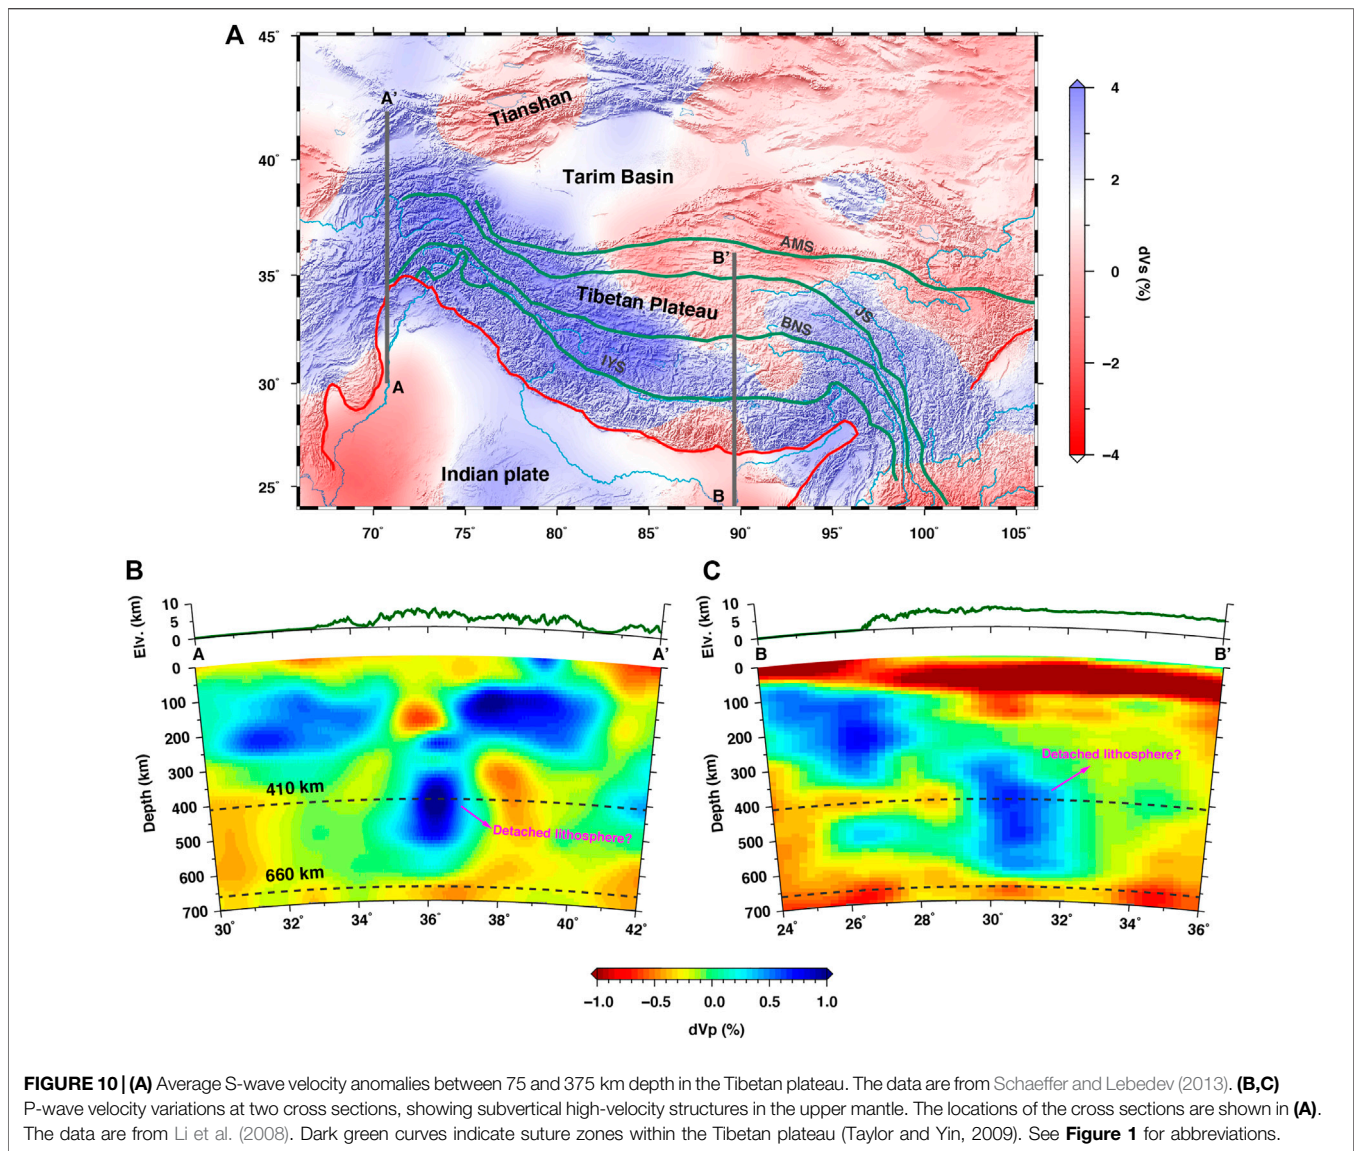 A
45°
40°
35°
30°
25°
70°
75°
80°
85°
90°
95°
100°
105°
A'
Tianshan
Tarim Basin
AMS
B'
Tibetan Plateau
JS
BNS
IYS
A
Indian plate
B
4
2
0
−2
−4
dVs (%)
B
10
5
0
Elv. (km)
A
A'
0
100
200
300
400
500
600
700
Depth (km)
410 km
Detached lithosphere?
660 km
30°
32°
34°
36°
38°
40°
42°
C
10
5
0
Elv. (km)
B
B'
0
100
200
300
400
500
600
700
Depth (km)
Detached lithosphere?
24°
26°
28°
30°
32°
34°
36°
−1.0
−0.5
0.0
0.5
1.0
dVp (%)
FIGURE 10 | (A) Average S-wave velocity anomalies between 75 and 375 km depth in the Tibetan plateau. The data are from Schaeffer and Lebedev (2013). (B,C)
P-wave velocity variations at two cross sections, showing subvertical high-velocity structures in the upper mantle. The locations of the cross sections are shown in (A).
The data are from Li et al. (2008). Dark green curves indicate suture zones within the Tibetan plateau (Taylor and Yin, 2009). See Figure 1 for abbreviations.